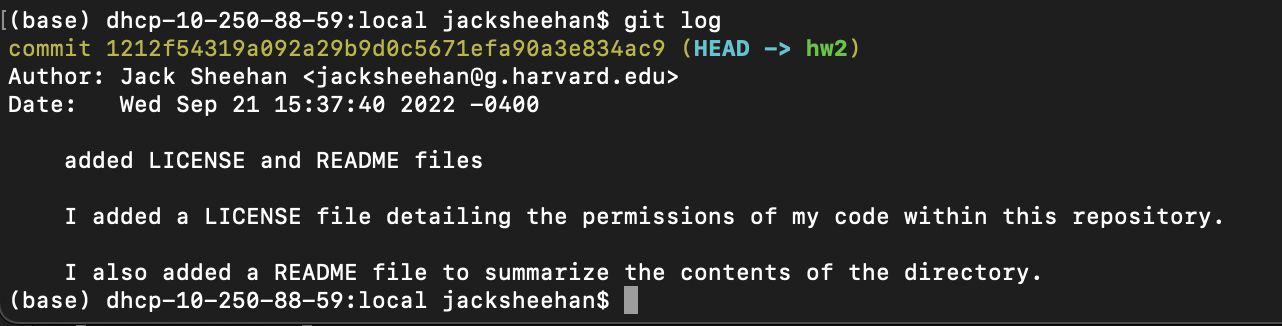 [(base) dhcp-10-250-88-59:local jacksheehan$ git log
commit 1212f54319a092a29b9d0c5671efa90a3e834ac9 (HEAD -> hw2)
Author: Jack Sheehan <jacksheehan@g.harvard.edu>
Date:   Wed Sep 21 15:37:40 2022 -0400
added LICENSE and README files
I added a LICENSE file detailing the permissions of my code within this repository.
I also added a README file to summarize the contents of the directory.
(base) dhcp-10-250-88-59:local jacksheehan$